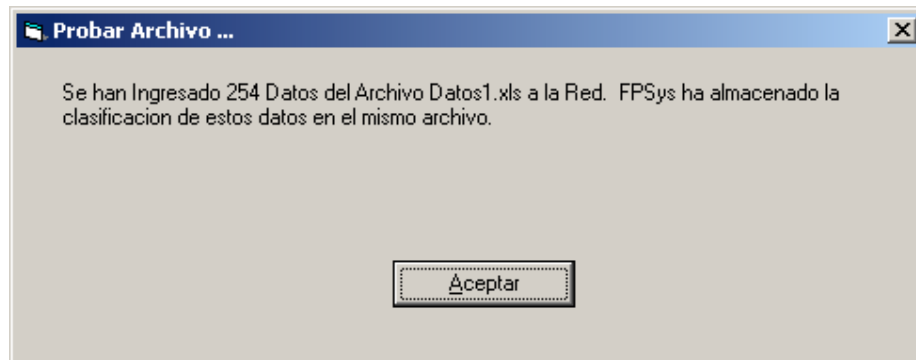 Probar Archivo ...
Se han Ingresado 254 Datos del Archivo Datos1.xls a la Red. FPSys ha almacenado la
clasificacion de estos datos en el mismo archivo.
Aceptar